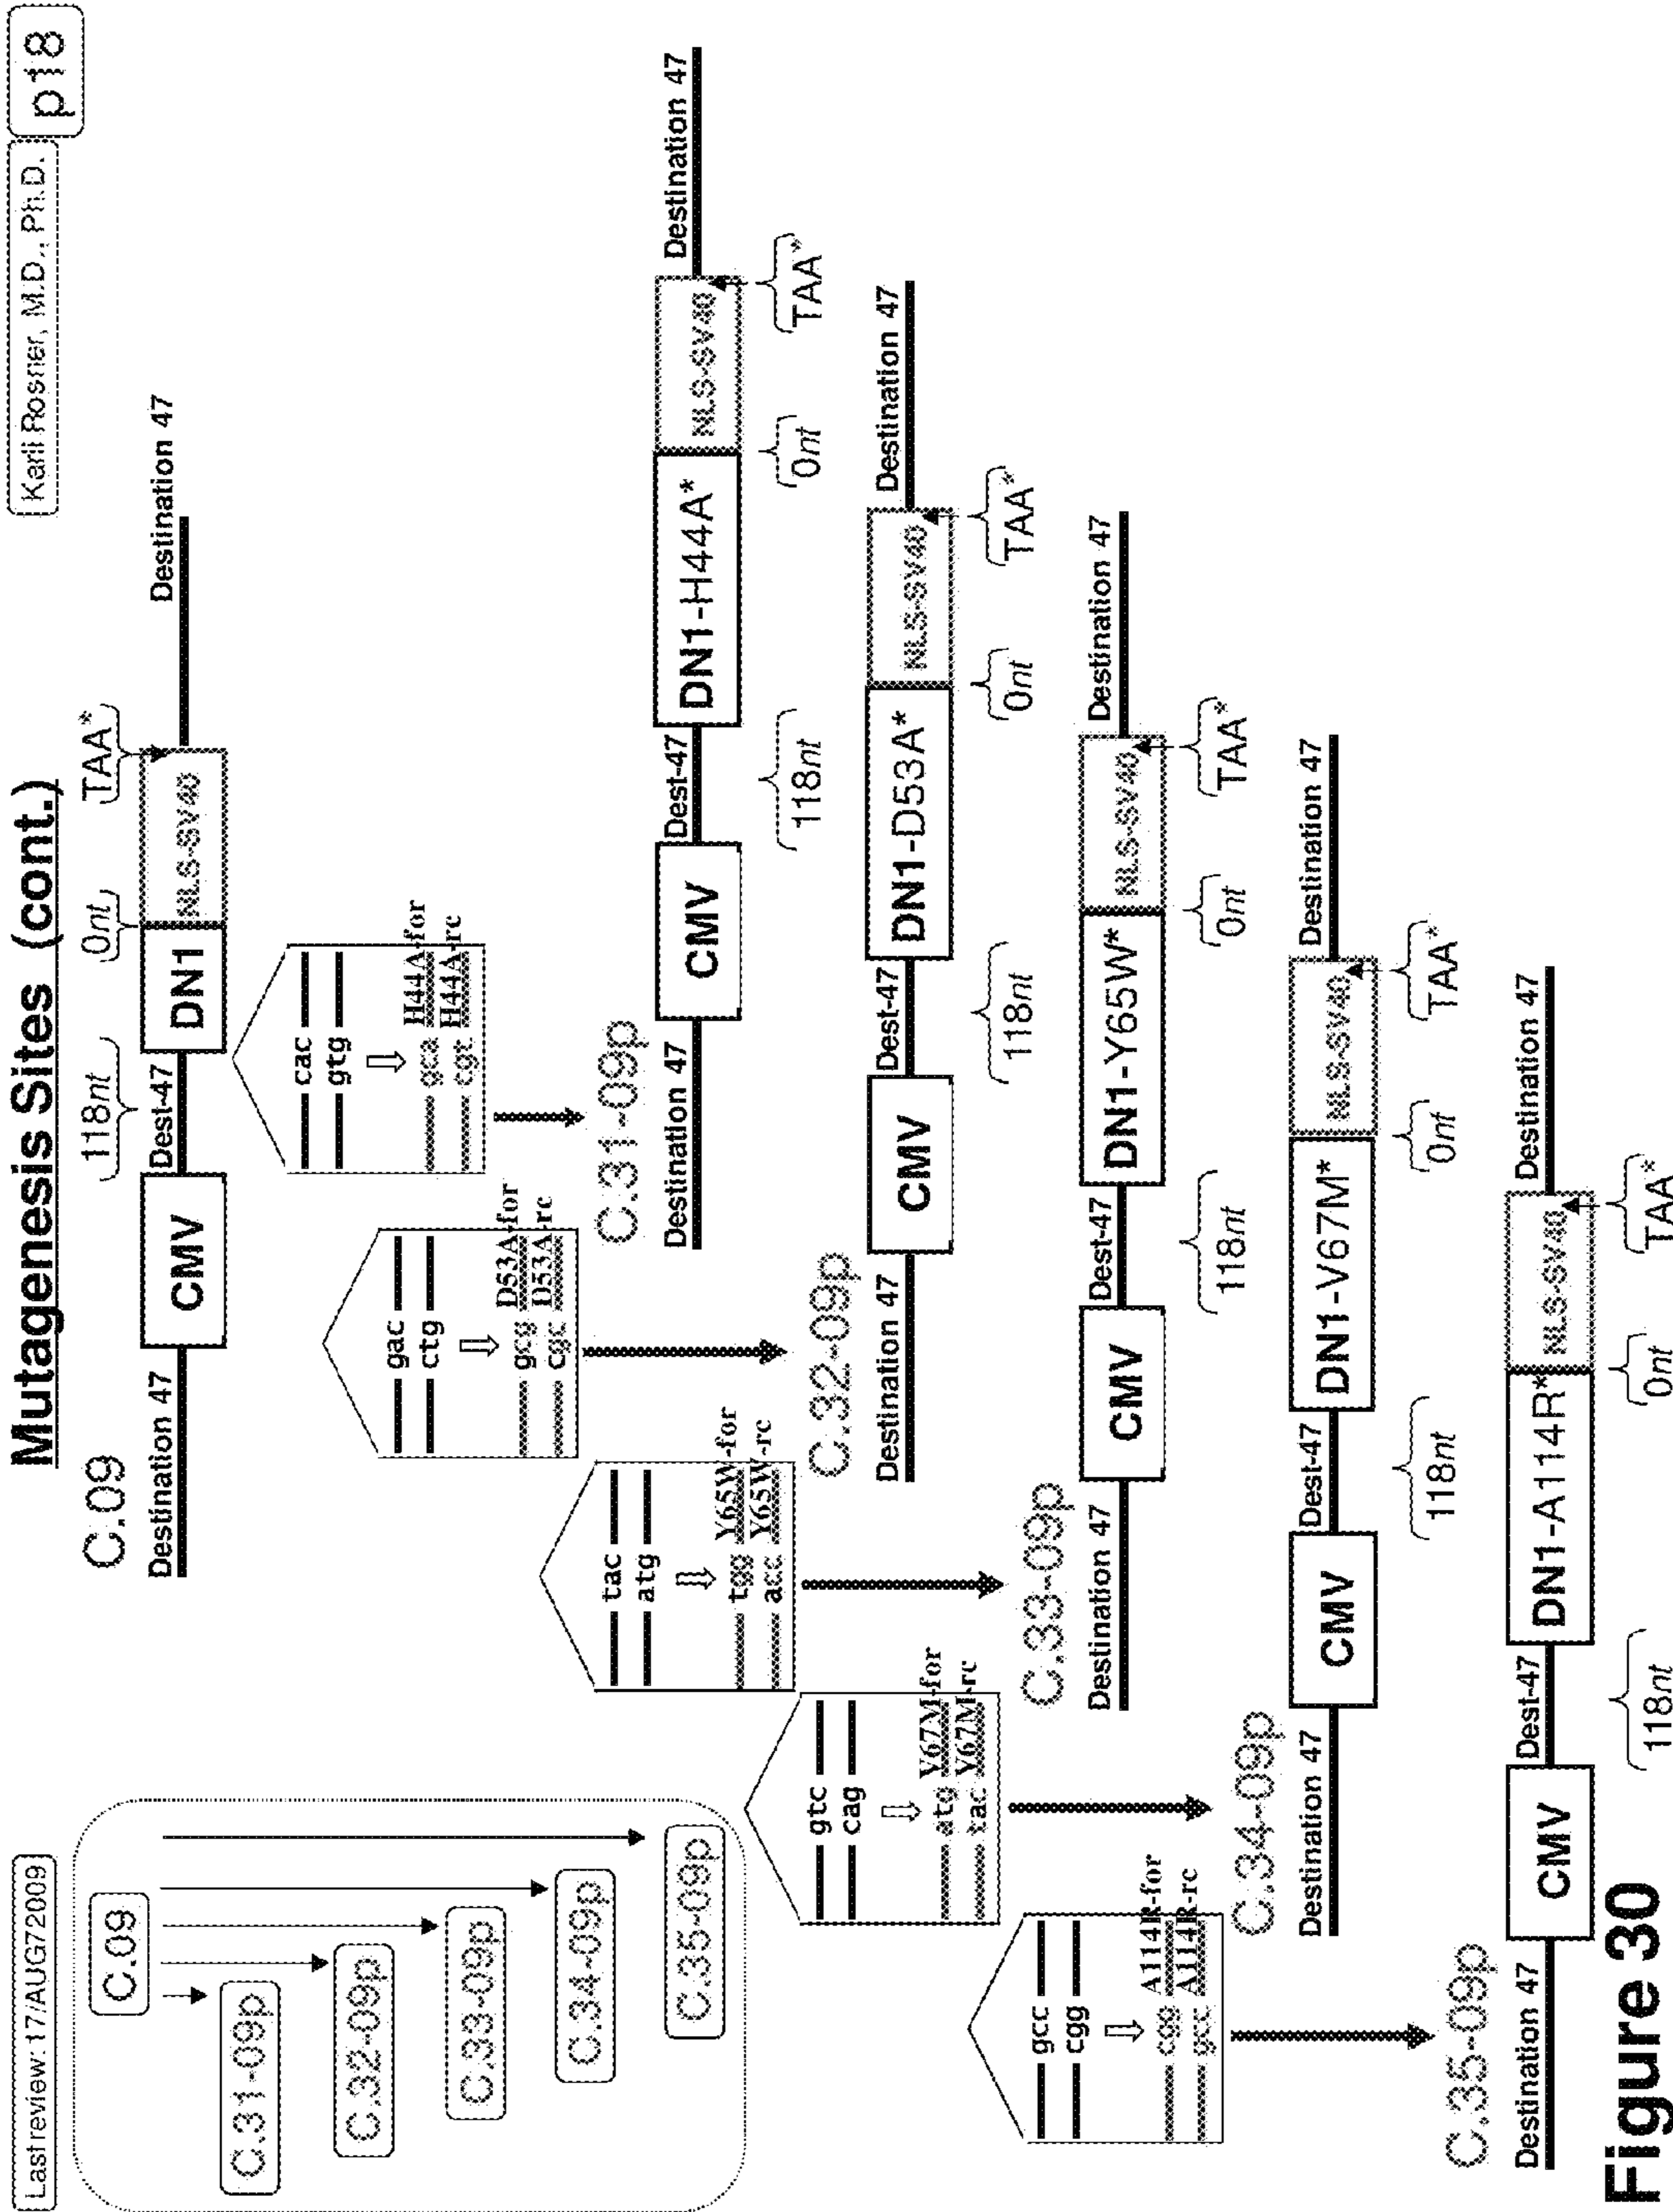 Last review: 17/AUG72009
Karli Rosner, M.D., Ph.D.
p18
Mutagenesis Sites (cont.)
C.09
C.31-09p
C.32-09p
C.33-09p
C.34-09p
C.35-09p
C.09
118nt
0nt
TAA*
Destination 47
CMV
Dest-47
DN1
NLS-SV40
Destination 47
cac
gtg
gca H44A-for
cgt H44A-rc
C.31-09p
Destination 47
CMV
Dest-47
DN1-H44A*
NLS-SV40
Destination 47
118nt
0nt
TAA*
gac
ctg
gcg D53A-for
cgc D53A-rc
C.32-09p
Destination 47
CMV
Dest-47
DN1-D53A*
NLS-SV40
Destination 47
118nt
0nt
TAA*
tac
atg
tgg Y65W-for
acc Y65W-rc
C.33-09p
Destination 47
CMV
Dest-47
DN1-Y65W*
NLS-SV40
Destination 47
118nt
0nt
TAA*
gtc
cag
atg V67M-for
tac V67M-rc
C.34-09p
Destination 47
CMV
Dest-47
DN1-V67M*
NLS-SV40
Destination 47
118nt
0nt
TAA*
gcc
cgg
cgg A114R-for
gcc A114R-rc
C.35-09p
Destination 47
CMV
Dest-47
DN1-A114R*
NLS-SV40
Destination 47
118nt
0nt
TAA*
Figure 30